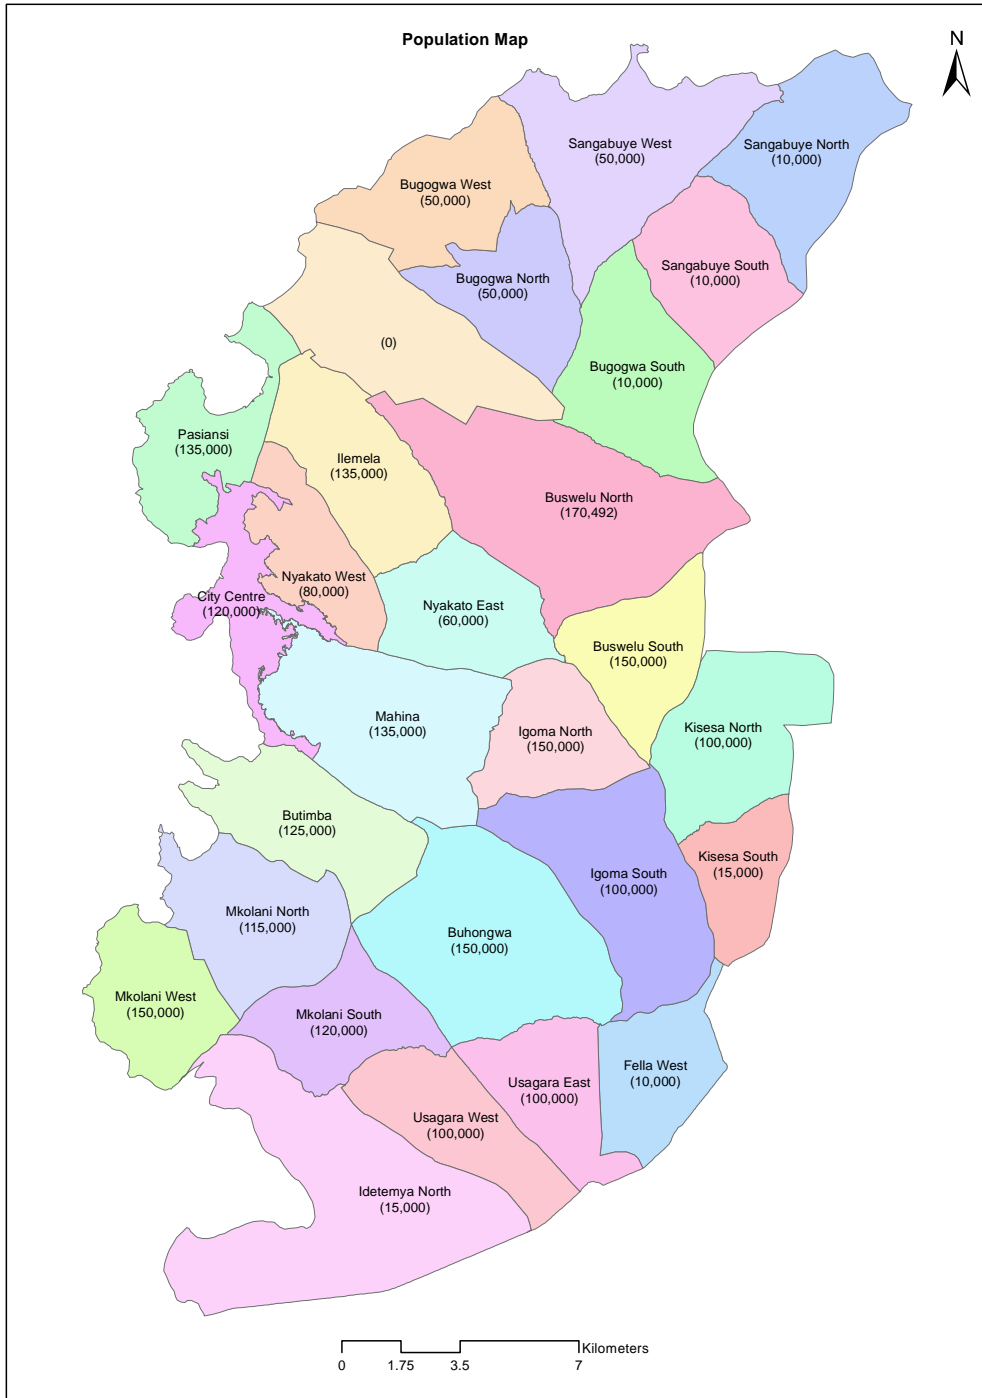 Population Map
N
Sangabuye West
(50,000)
Sangabuye North
(10,000)
Bugogwa West
(50,000)
Sangabuye South
(10,000)
Bugogwa North
(50,000)
(0)
Bugogwa South
(10,000)
Pasiansi
(135,000)
Ilemela
(135,000)
Buswelu North
(170,492)
Nyakato West
(80,000)
City Centre
(120,000)
Nyakato East
(60,000)
Buswelu South
(150,000)
Mahina
(135,000)
Igoma North
(150,000)
Kisesa North
(100,000)
Butimba
(125,000)
Kisesa South
(15,000)
Igoma South
(100,000)
Mkolani North
(115,000)
Buhongwa
(150,000)
Mkolani West
(150,000)
Mkolani South
(120,000)
Fella West
(10,000)
Usagara East
(100,000)
Usagara West
(100,000)
Idetemya North
(15,000)
Kilometers
0 1.75 3.5 7